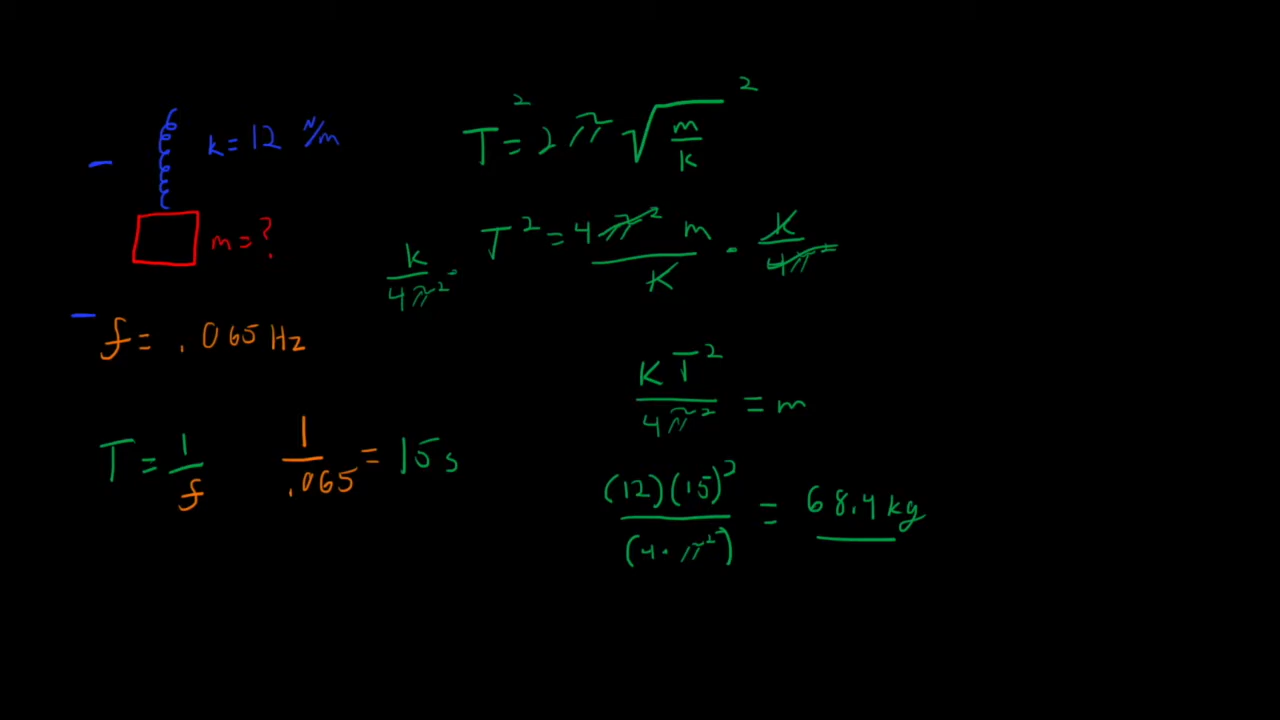 k = 12 N/m
m = ?
f = .065 Hz
T = 1/f
1/.065 = 15 s
T² = 2π√(m/k)²
k/4π² · T² = 4π² m/K · K/4π²
KT²/4π² = m
(12)(15)²/(4·π²) = 68.4 kg